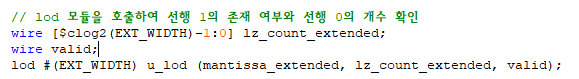 // lod 모듈을 호출하여 선행 1의 존재 여부와 선행 0의 개수 확인
wire [$clog2(EXT_WIDTH)-1:0] lz_count_extended;
wire valid;
lod #(EXT_WIDTH) u_lod (mantissa_extended, lz_count_extended, valid);